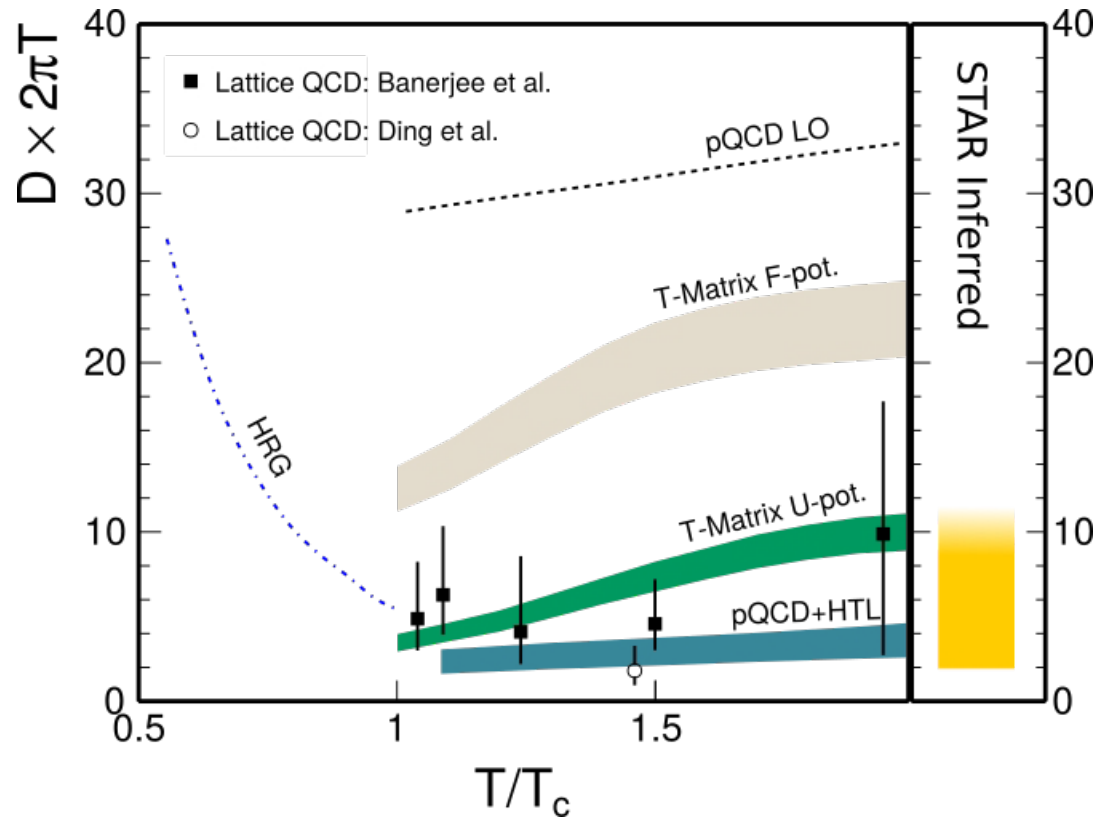 D × 2πT
40
30
20
10
0
Lattice QCD: Banerjee et al.
Lattice QCD: Ding et al.
pQCD LO
T-Matrix F-pot.
HRG
T-Matrix U-pot.
pQCD+HTL
0.5
1
1.5
T/Tc
STAR Inferred
40
30
20
10
0